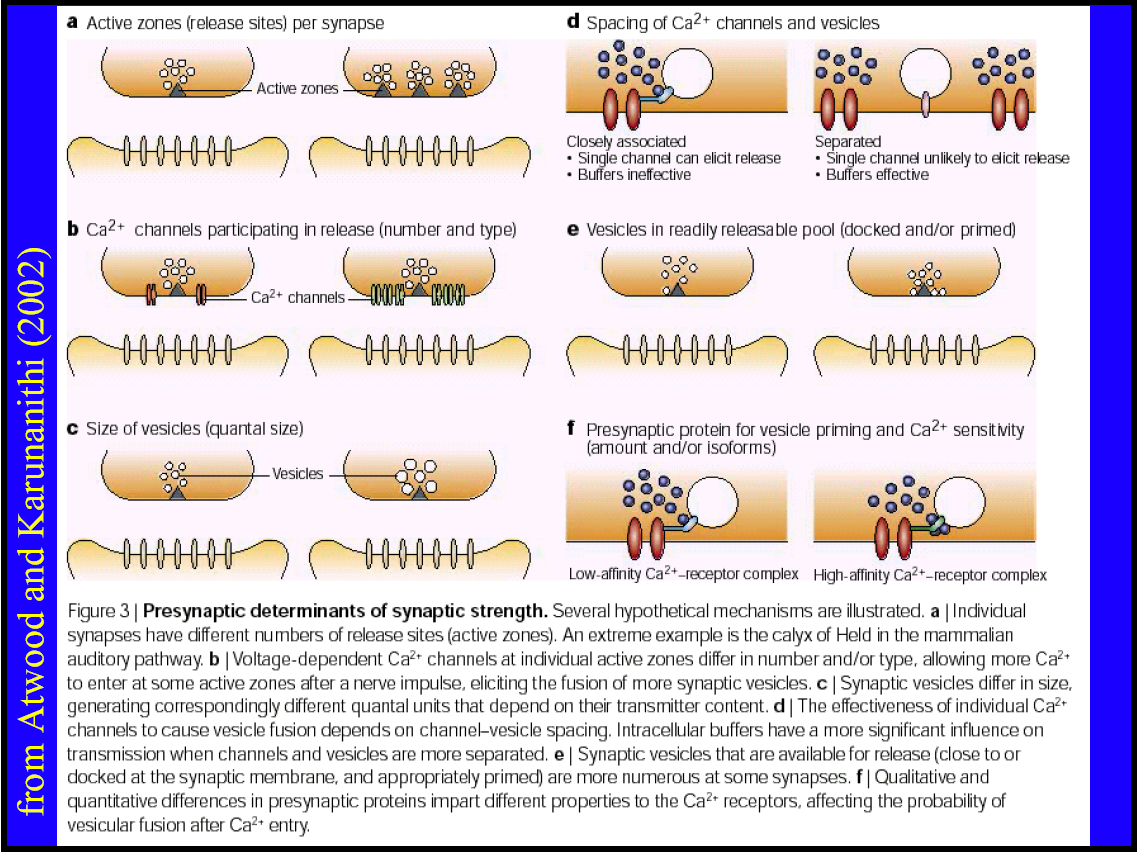 from Atwood and Karunanithi (2002)
a Active zones (release sites) per synapse
Active zones
b Ca2+ channels participating in release (number and type)
Ca2+ channels
c Size of vesicles (quantal size)
Vesicles
d Spacing of Ca2+ channels and vesicles
Closely associated
• Single channel can elicit release
• Buffers ineffective
Separated
• Single channel unlikely to elicit release
• Buffers effective
e Vesicles in readily releasable pool (docked and/or primed)
f Presynaptic protein for vesicle priming and Ca2+ sensitivity
(amount and/or isoforms)
Low-affinity Ca2+–receptor complex
High-affinity Ca2+–receptor complex
Figure 3 | Presynaptic determinants of synaptic strength. Several hypothetical mechanisms are illustrated. a | Individual
synapses have different numbers of release sites (active zones). An extreme example is the calyx of Held in the mammalian
auditory pathway. b | Voltage-dependent Ca2+ channels at individual active zones differ in number and/or type, allowing more Ca2+
to enter at some active zones after a nerve impulse, eliciting the fusion of more synaptic vesicles. c | Synaptic vesicles differ in size,
generating correspondingly different quantal units that depend on their transmitter content. d | The effectiveness of individual Ca2+
channels to cause vesicle fusion depends on channel–vesicle spacing. Intracellular buffers have a more significant influence on
transmission when channels and vesicles are more separated. e | Synaptic vesicles that are available for release (close to or
docked at the synaptic membrane, and appropriately primed) are more numerous at some synapses. f | Qualitative and
quantitative differences in presynaptic proteins impart different properties to the Ca2+ receptors, affecting the probability of
vesicular fusion after Ca2+ entry.